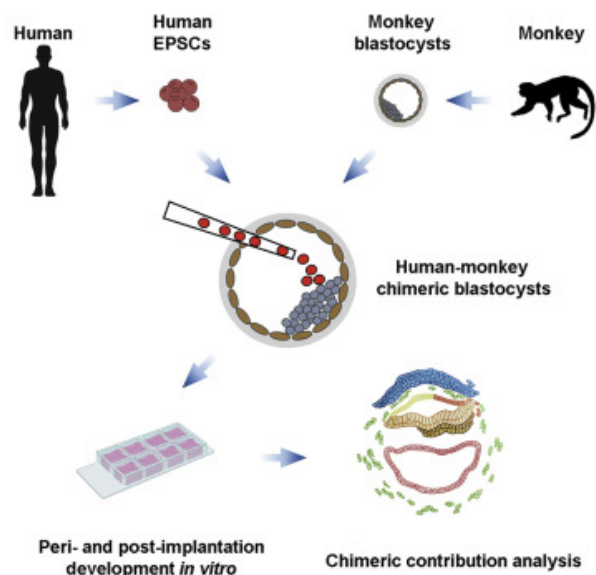 Human
Human
EPSCs
Monkey
blastocysts
Monkey
Human-monkey
chimeric blastocysts
Peri- and post-implantation
development in vitro
Chimeric contribution analysis